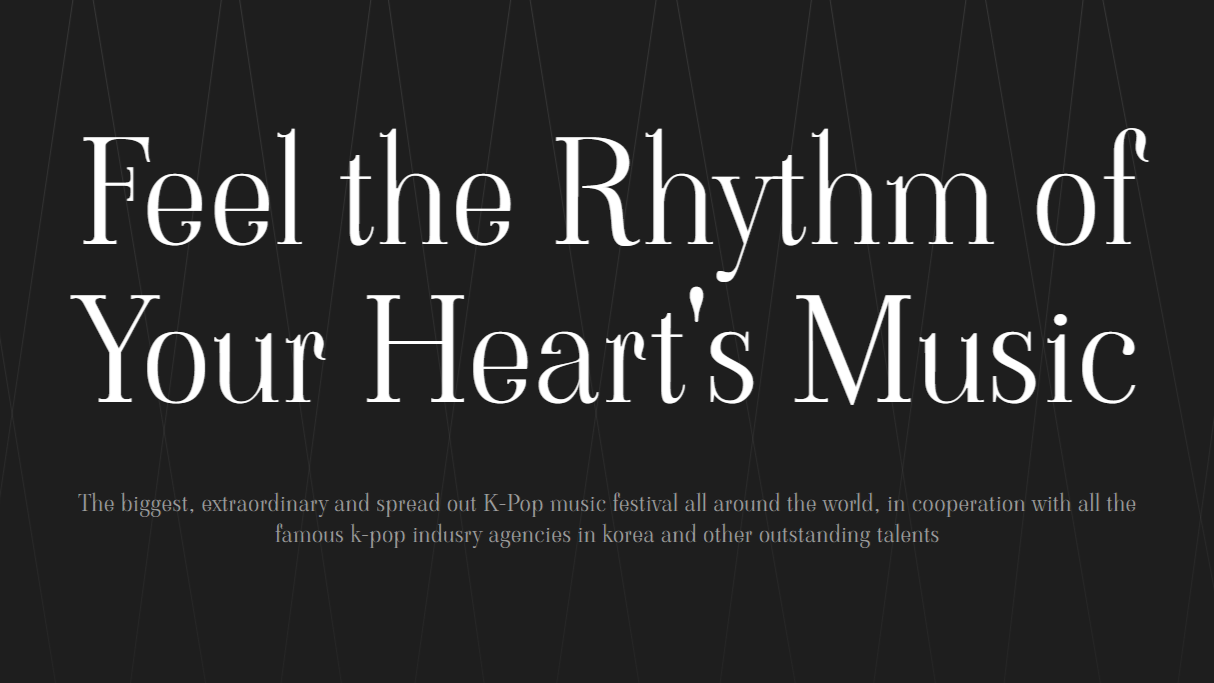 Feel the Rhythm of
Your Heart's Music
The biggest, extraordinary and spread out K-Pop music festival all around the world, in cooperation with all the
famous k-pop indusry agencies in korea and other outstanding talents